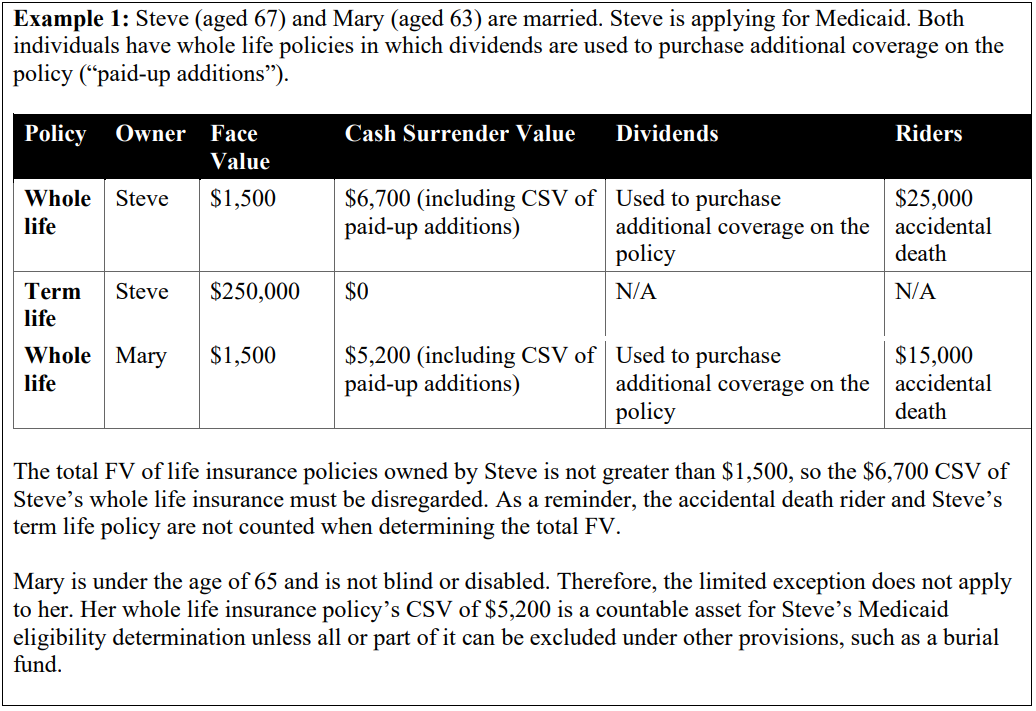 Example 1: Steve (aged 67) and Mary (aged 63) are married. Steve is applying for Medicaid. Both
individuals have whole life policies in which dividends are used to purchase additional coverage on the
policy (“paid-up additions”).
Policy Owner Face Value Cash Surrender Value Dividends Riders
Whole life Steve $1,500 $6,700 (including CSV of paid-up additions) Used to purchase additional coverage on the policy $25,000 accidental death
Term life Steve $250,000 $0 N/A N/A
Whole life Mary $1,500 $5,200 (including CSV of paid-up additions) Used to purchase additional coverage on the policy $15,000 accidental death
The total FV of life insurance policies owned by Steve is not greater than $1,500, so the $6,700 CSV of
Steve’s whole life insurance must be disregarded. As a reminder, the accidental death rider and Steve’s
term life policy are not counted when determining the total FV.
Mary is under the age of 65 and is not blind or disabled. Therefore, the limited exception does not apply
to her. Her whole life insurance policy’s CSV of $5,200 is a countable asset for Steve’s Medicaid
eligibility determination unless all or part of it can be excluded under other provisions, such as a burial
fund.